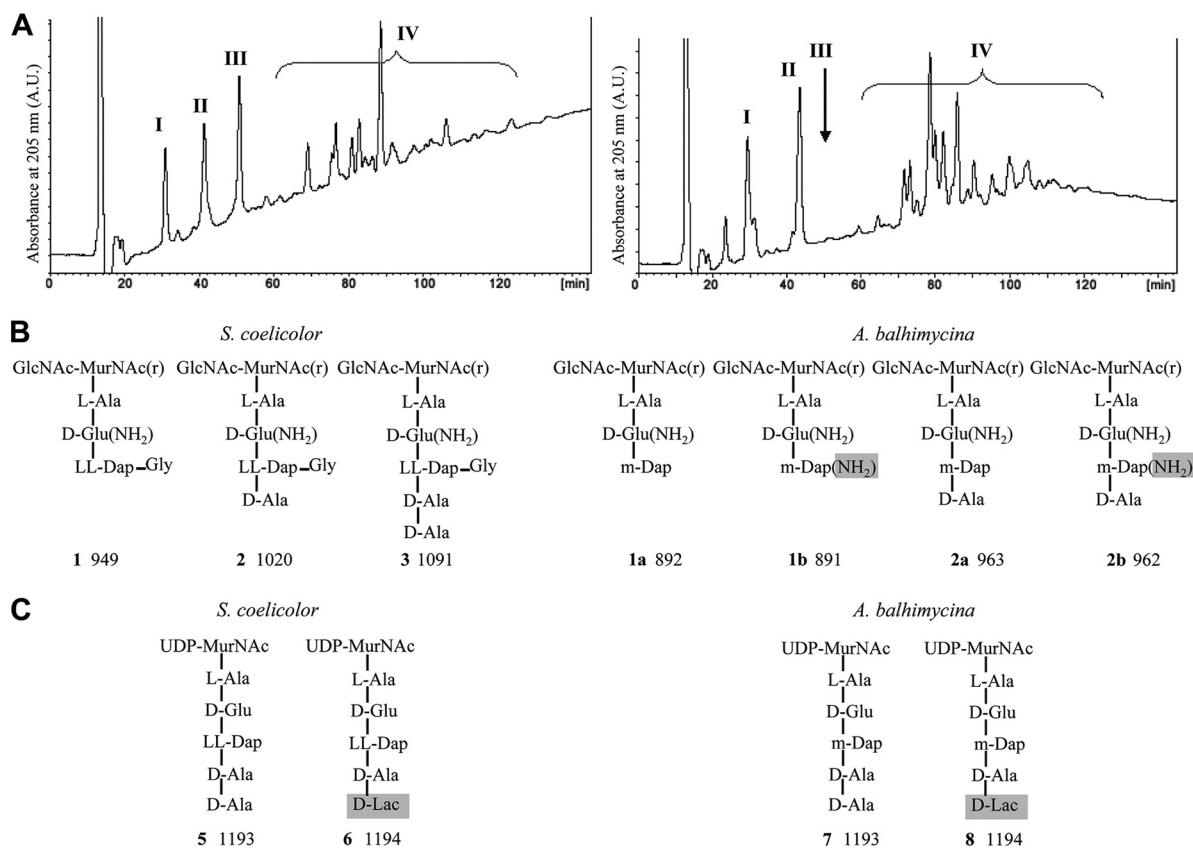 A
Absorbance at 205 nm (A.U.)
I
II
III
IV
0 20 40 60 80 100 120 [min]
Absorbance at 205 nm (A.U.)
I
II
III
IV
0 20 40 60 80 100 120 [min]
B
S. coelicolor
GlcNAc-MurNAc(r)
L-Ala
D-Glu(NH2)
LL-Dap-Gly
1 949
GlcNAc-MurNAc(r)
L-Ala
D-Glu(NH2)
LL-Dap-Gly
D-Ala
2 1020
GlcNAc-MurNAc(r)
L-Ala
D-Glu(NH2)
LL-Dap-Gly
D-Ala
D-Ala
3 1091
A. balhimycina
GlcNAc-MurNAc(r)
L-Ala
D-Glu(NH2)
m-Dap
1a 892
GlcNAc-MurNAc(r)
L-Ala
D-Glu(NH2)
m-Dap(NH2)
1b 891
GlcNAc-MurNAc(r)
L-Ala
D-Glu(NH2)
m-Dap
D-Ala
2a 963
GlcNAc-MurNAc(r)
L-Ala
D-Glu(NH2)
m-Dap(NH2)
D-Ala
2b 962
C
S. coelicolor
UDP-MurNAc
L-Ala
D-Glu
LL-Dap
D-Ala
D-Ala
5 1193
UDP-MurNAc
L-Ala
D-Glu
LL-Dap
D-Ala
D-Lac
6 1194
A. balhimycina
UDP-MurNAc
L-Ala
D-Glu
m-Dap
D-Ala
D-Ala
7 1193
UDP-MurNAc
L-Ala
D-Glu
m-Dap
D-Ala
D-Lac
8 1194